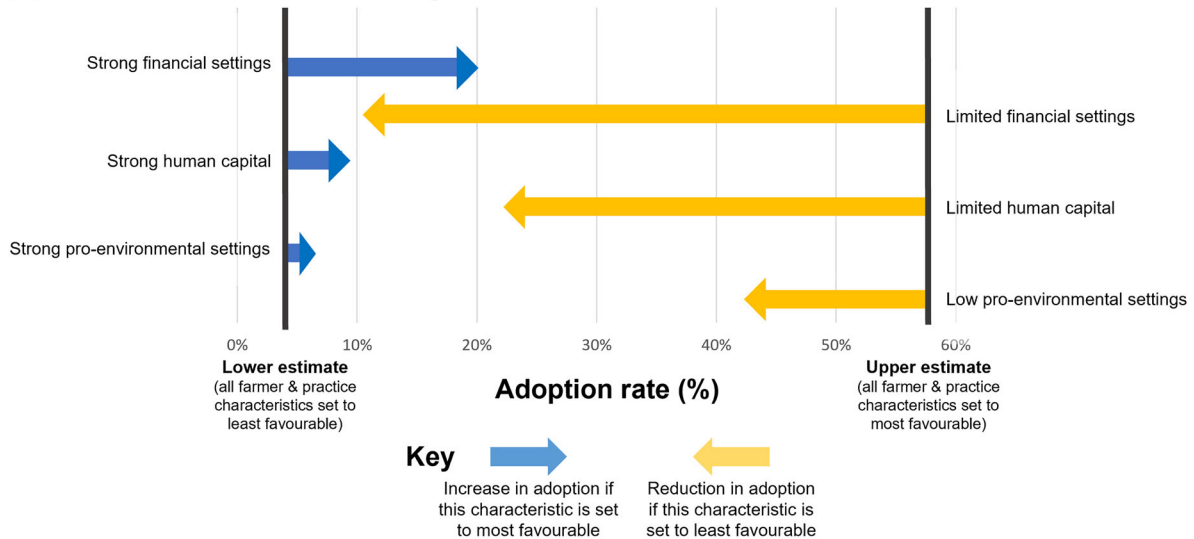 Strong financial settings
Limited financial settings
Strong human capital
Limited human capital
Strong pro-environmental settings
Low pro-environmental settings
0%
10%
20%
30%
40%
50%
60%
Lower estimate
(all farmer & practice
characteristics set to
least favourable)
Adoption rate (%)
Upper estimate
(all farmer & practice
characteristics set to
most favourable)
Key
Increase in adoption if
this characteristic is set
to most favourable
Reduction in adoption
if this characteristic is
set to least favourable